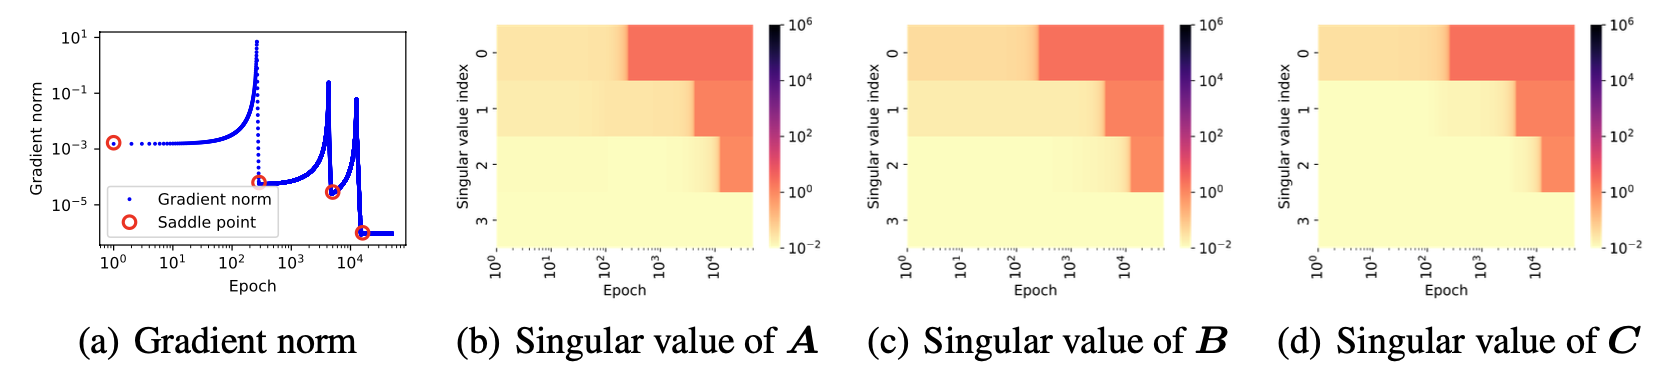 10^1
10^-1
10^-3
10^-5
Gradient norm
Gradient norm
Saddle point
10^0 10^1 10^2 10^3 10^4
Epoch
(a) Gradient norm
Singular value index
0
1
2
3
10^0 10^1 10^2 10^3 10^4
Epoch
10^6
10^4
10^2
10^0
10^-2
(b) Singular value of A
Singular value index
0
1
2
3
10^0 10^1 10^2 10^3 10^4
Epoch
10^6
10^4
10^2
10^0
10^-2
(c) Singular value of B
Singular value index
0
1
2
3
10^0 10^1 10^2 10^3 10^4
Epoch
10^6
10^4
10^2
10^0
10^-2
(d) Singular value of C